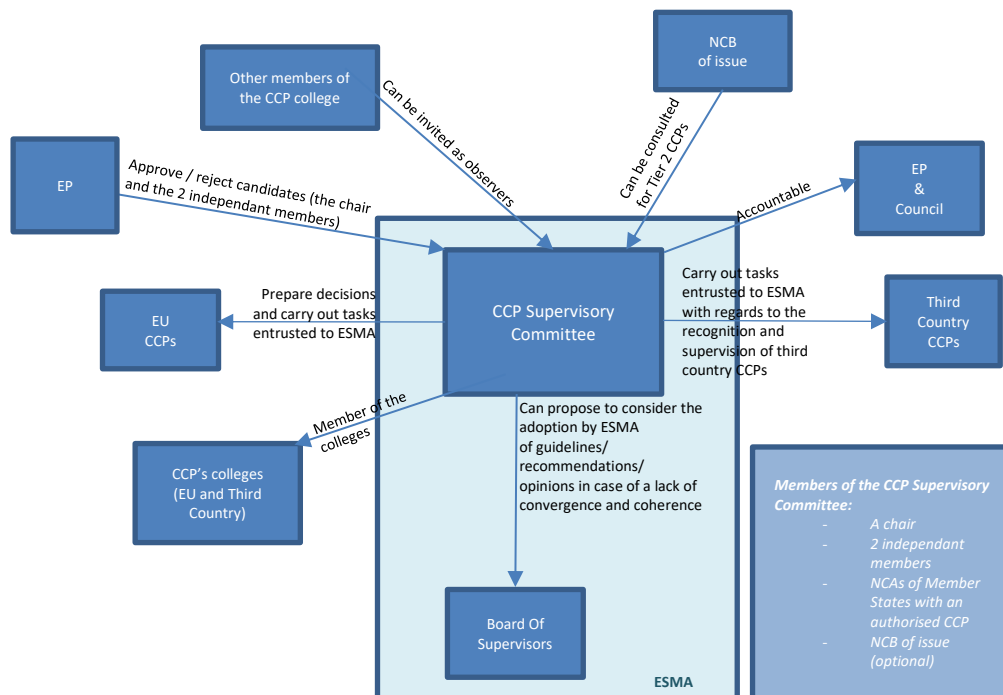 NCB
of issue
Other members of
the CCP college
Can be invited as
observers
Can be consulted
for Tier 2 CCPs
EP
Approve / reject candidates (the chair
and the 2 independant members)
Accountable
EP
&
Council
CCP Supervisory
Committee
Prepare decisions
and carry out tasks
entrusted to ESMA
EU
CCPs
Carry out tasks
entrusted to ESMA
with regards to the
recognition and
supervision of third
country CCPs
Third
Country
CCPs
Member of the
colleges
CCP's colleges
(EU and Third
Country)
Can propose to consider the
adoption by ESMA
of guidelines/
recommendations/
opinions in case of a lack of
convergence and coherence
Board Of
Supervisors
ESMA
Members of the CCP Supervisory
Committee:
- A chair
- 2 independant
members
- NCAs of Member
States with an
authorised CCP
- NCB of issue
(optional)